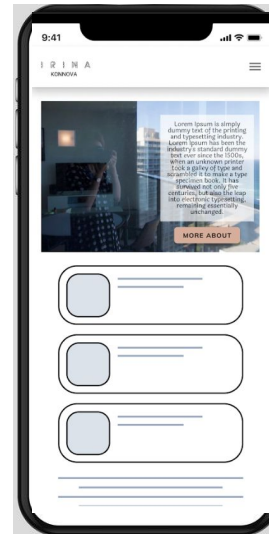 9:41
IRINA
KONNOVA
Lorem Ipsum is simply
dummy text of the printing
and typesetting industry.
Lorem Ipsum has been the
industry's standard dummy
text ever since the 1500s,
when an unknown printer
took a galley of type and
scrambled it to make a type
specimen book. It has
survived not only five
centuries, but also the leap
into electronic typesetting,
remaining essentially
unchanged.
MORE ABOUT